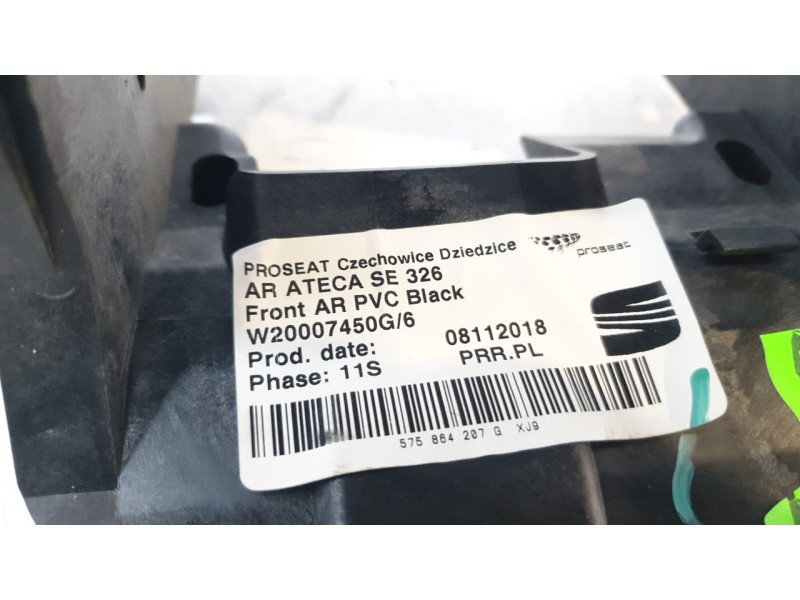 PROSEAT Czechowice Dziedzice
proseat
AR ATECA SE 326
Front AR PVC Black
W20007450G/6
Prod. date: 08112018
Phase: 11S PRR.PL
575 864 207 G XJ9